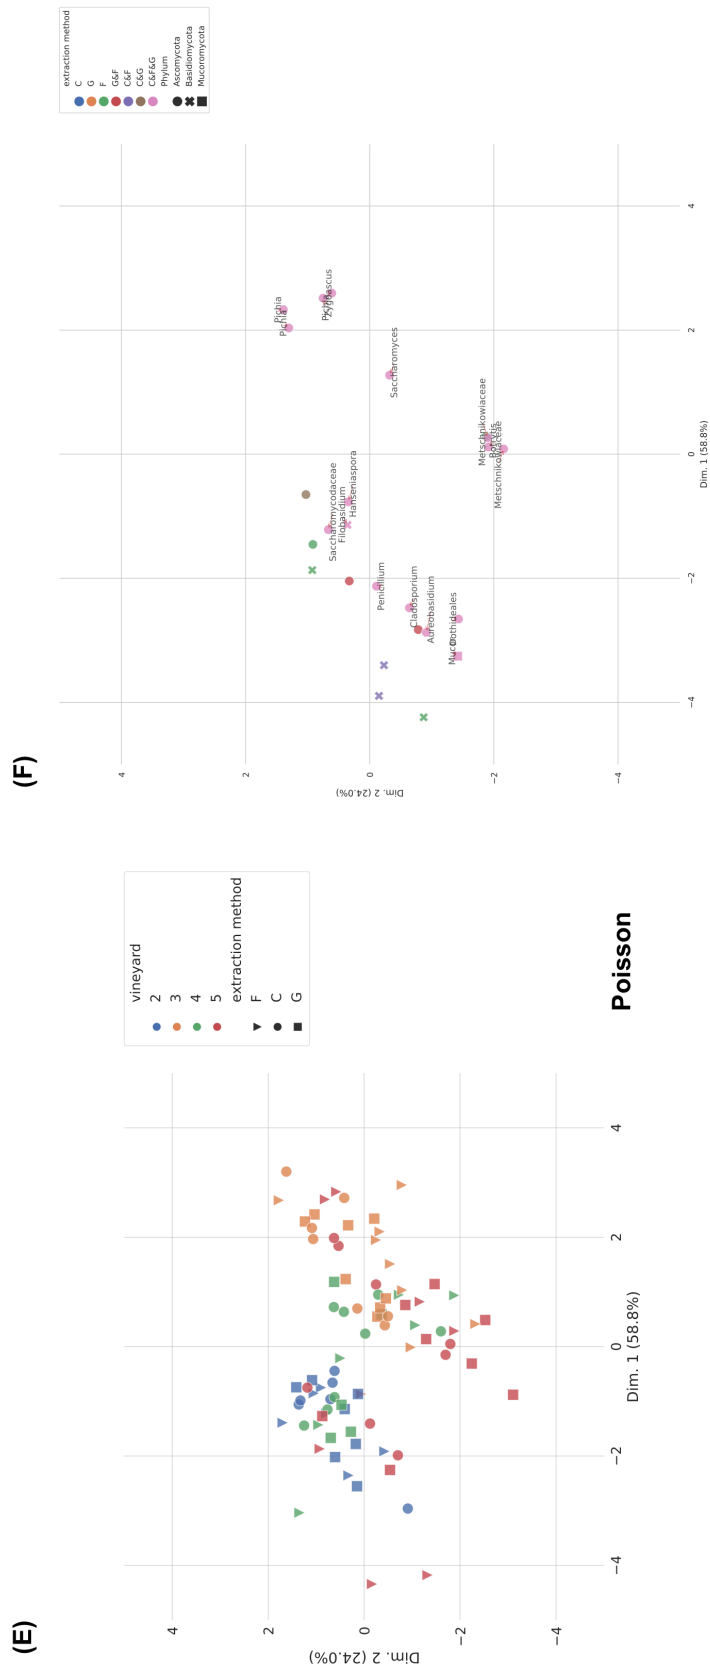 (E)
4
2
0
−2
−4
Dim. 2 (24.0%)
−4
−2
0
2
4
Dim. 1 (58.8%)
vineyard
2
3
4
5
extraction method
F
C
G
Poisson
(F)
4
2
0
−2
−4
Dim. 2 (24.0%)
−4
−2
0
2
4
Dim. 1 (58.8%)
Pichia
Pichia
Pichia
Zygoascus
Saccharomyces
Metschnikowiaceae
Botrytis
Metschnikowiaceae
Saccharomycodaceae
Filobasidium
Hanseniaspora
Penicillium
Cladosporium
Aureobasidium
Dothideales
Mucor
extraction method
C
G
F
G&F
C&F
C&G
C&F&G
Phylum
Ascomycota
Basidiomycota
Mucoromycota